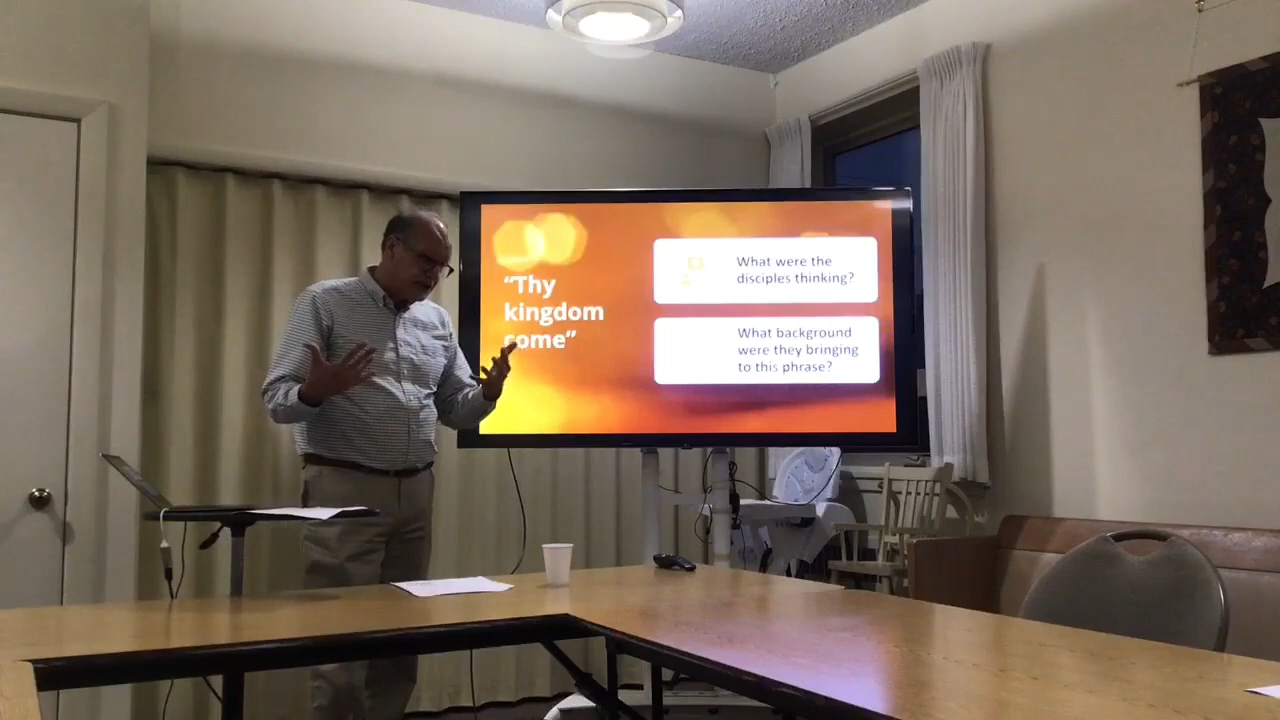 “Thy
kingdom
come”
What were the
disciples thinking?
What background
were they bringing
to this phrase?